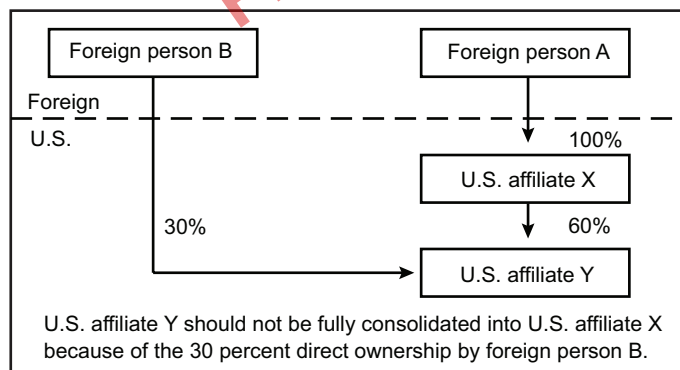 Foreign person B
Foreign person A
Foreign
U.S.
100%
U.S. affiliate X
30%
60%
U.S. affiliate Y
U.S. affiliate Y should not be fully consolidated into U.S. affiliate X
because of the 30 percent direct ownership by foreign person B.